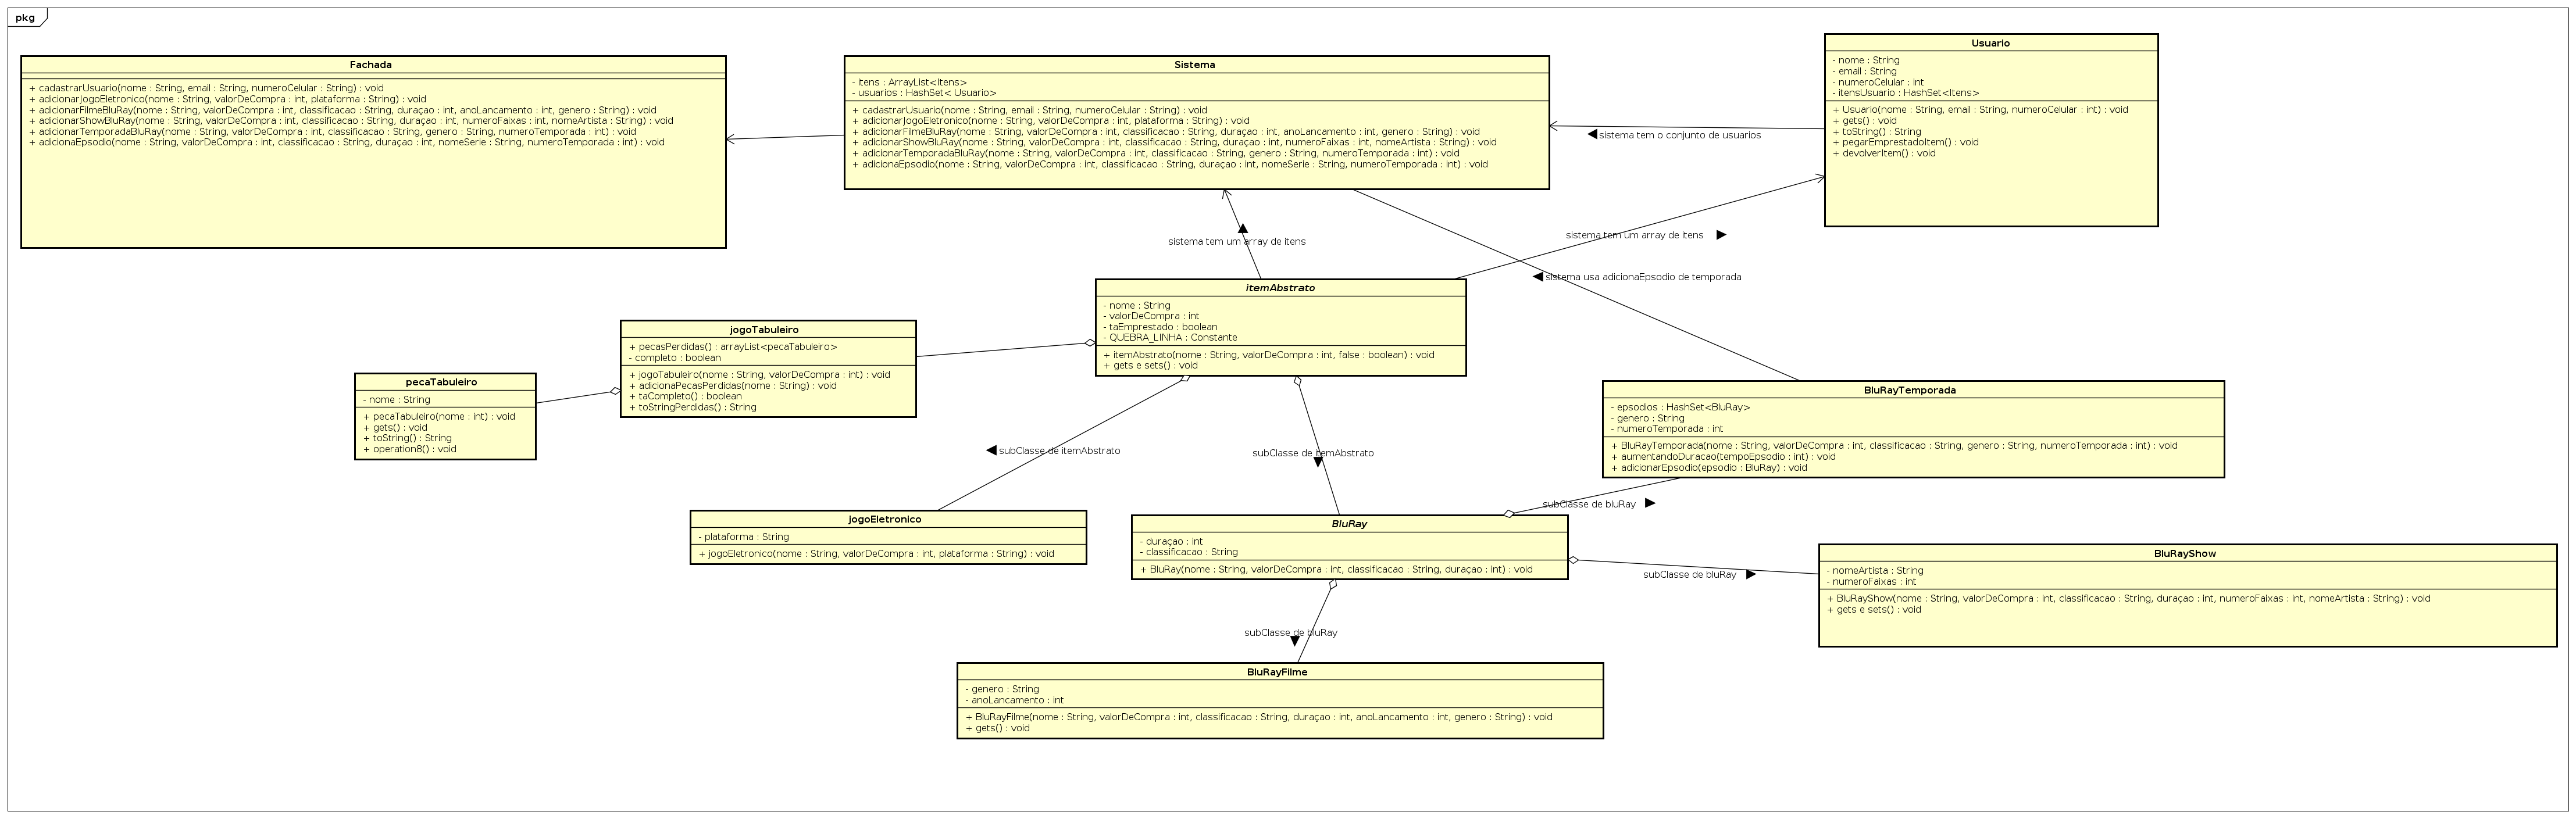 pkg
Fachada
+ cadastrarUsuario(nome : String, email : String, numeroCelular : String) : void
+ adicionarJogoEletronico(nome : String, valorDeCompra : int, plataforma : String) : void
+ adicionarFilmeBluRay(nome : String, valorDeCompra : int, classificacao : String, duraçao : int, anoLancamento : int, genero : String) : void
+ adicionarShowBluRay(nome : String, valorDeCompra : int, classificacao : String, duraçao : int, numeroFaixas : int, nomeArtista : String) : void
+ adicionarTemporadaBluRay(nome : String, valorDeCompra : int, classificacao : String, genero : String, numeroTemporada : int) : void
+ adicionaEpsodio(nome : String, valorDeCompra : int, classificacao : String, duraçao : int, nomeSerie : String, numeroTemporada : int) : void
Sistema
- itens : ArrayList<Itens>
- usuarios : HashSet< Usuario>
+ cadastrarUsuario(nome : String, email : String, numeroCelular : String) : void
+ adicionarJogoEletronico(nome : String, valorDeCompra : int, plataforma : String) : void
+ adicionarFilmeBluRay(nome : String, valorDeCompra : int, classificacao : String, duraçao : int, anoLancamento : int, genero : String) : void
+ adicionarShowBluRay(nome : String, valorDeCompra : int, classificacao : String, duraçao : int, numeroFaixas : int, nomeArtista : String) : void
+ adicionarTemporadaBluRay(nome : String, valorDeCompra : int, classificacao : String, genero : String, numeroTemporada : int) : void
+ adicionaEpsodio(nome : String, valorDeCompra : int, classificacao : String, duraçao : int, nomeSerie : String, numeroTemporada : int) : void
Usuario
- nome : String
- email : String
- numeroCelular : int
- itensUsuario : HashSet<Itens>
+ Usuario(nome : String, email : String, numeroCelular : int) : void
+ gets() : void
+ toString() : String
+ pegarEmprestadoItem() : void
+ devolverItem() : void
sistema tem o conjunto de usuarios
sistema tem um array de itens
sistema tem um array de itens
sistema usa adicionaEpsodio de temporada
itemAbstrato
- nome : String
- valorDeCompra : int
- taEmprestado : boolean
- QUEBRA_LINHA : Constante
+ itemAbstrato(nome : String, valorDeCompra : int, false : boolean) : void
+ gets e sets() : void
jogoTabuleiro
+ pecasPerdidas() : arrayList<pecaTabuleiro>
- completo : boolean
+ jogoTabuleiro(nome : String, valorDeCompra : int) : void
+ adicionaPecasPerdidas(nome : String) : void
+ taCompleto() : boolean
+ toStringPerdidas() : String
pecaTabuleiro
- nome : String
+ pecaTabuleiro(nome : int) : void
+ gets() : void
+ toString() : String
+ operation8() : void
BluRayTemporada
- epsodios : HashSet<BluRay>
- genero : String
- numeroTemporada : int
+ BluRayTemporada(nome : String, valorDeCompra : int, classificacao : String, genero : String, numeroTemporada : int) : void
+ aumentandoDuracao(tempoEpsodio : int) : void
+ adicionarEpsodio(epsodio : BluRay) : void
subClasse de itemAbstrato
subClasse de itemAbstrato
subClasse de bluRay
jogoEletronico
- plataforma : String
+ jogoEletronico(nome : String, valorDeCompra : int, plataforma : String) : void
BluRay
- duraçao : int
- classificacao : String
+ BluRay(nome : String, valorDeCompra : int, classificacao : String, duraçao : int) : void
subClasse de bluRay
BluRayShow
- nomeArtista : String
- numeroFaixas : int
+ BluRayShow(nome : String, valorDeCompra : int, classificacao : String, duraçao : int, numeroFaixas : int, nomeArtista : String) : void
+ gets e sets() : void
subClasse de bluRay
BluRayFilme
- genero : String
- anoLancamento : int
+ BluRayFilme(nome : String, valorDeCompra : int, classificacao : String, duraçao : int, anoLancamento : int, genero : String) : void
+ gets() : void